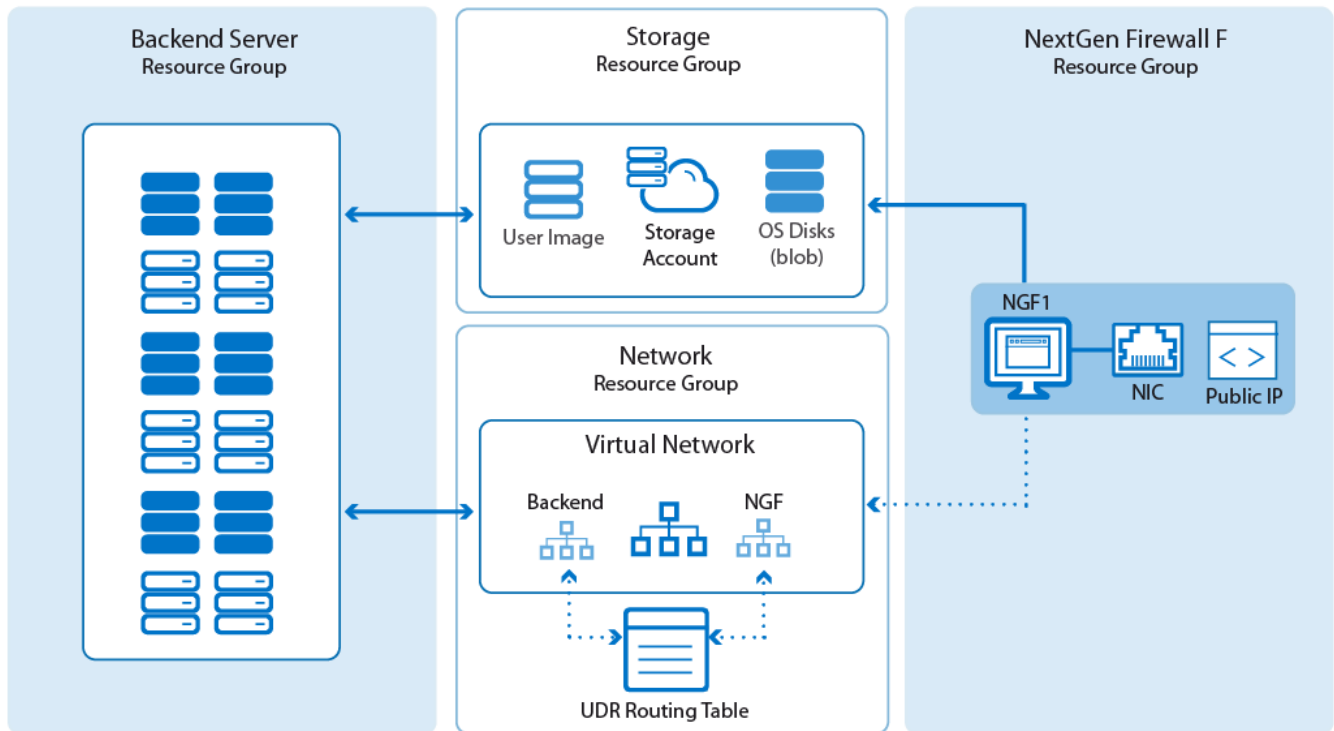 Backend Server
Resource Group
Storage
Resource Group
User Image
Storage
Account
OS Disks
(blob)
Network
Resource Group
Virtual Network
Backend
NGF
UDR Routing Table
NextGen Firewall F
Resource Group
NGF1
NIC
Public IP